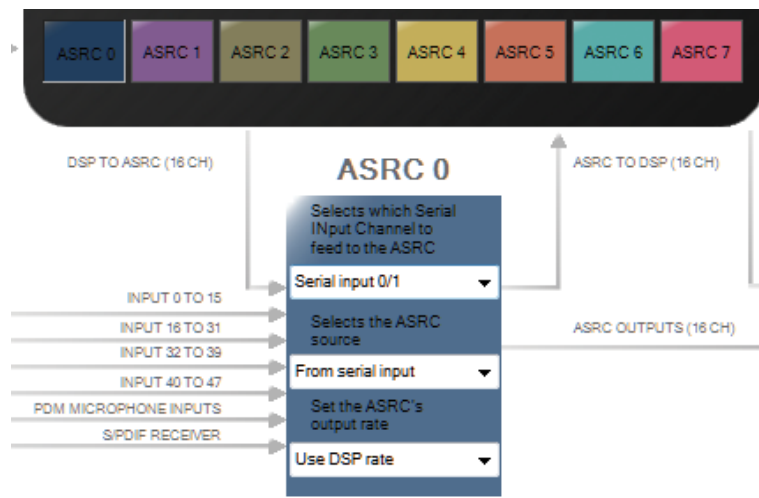 ASRC 0 ASRC 1 ASRC 2 ASRC 3 ASRC 4 ASRC 5 ASRC 6 ASRC 7
DSP TO ASRC (16 CH)
ASRC 0
ASRC TO DSP (16 CH)
Selects which Serial
INput Channel to
feed to the ASRC
Serial input 0/1
INPUT 0 TO 15
Selects the ASRC
source
INPUT 16 TO 31
ASRC OUTPUTS (16 CH)
INPUT 32 TO 39
From serial input
INPUT 40 TO 47
Set the ASRC's
output rate
PDM MICROPHONE INPUTS
S/PDIF RECEIVER
Use DSP rate